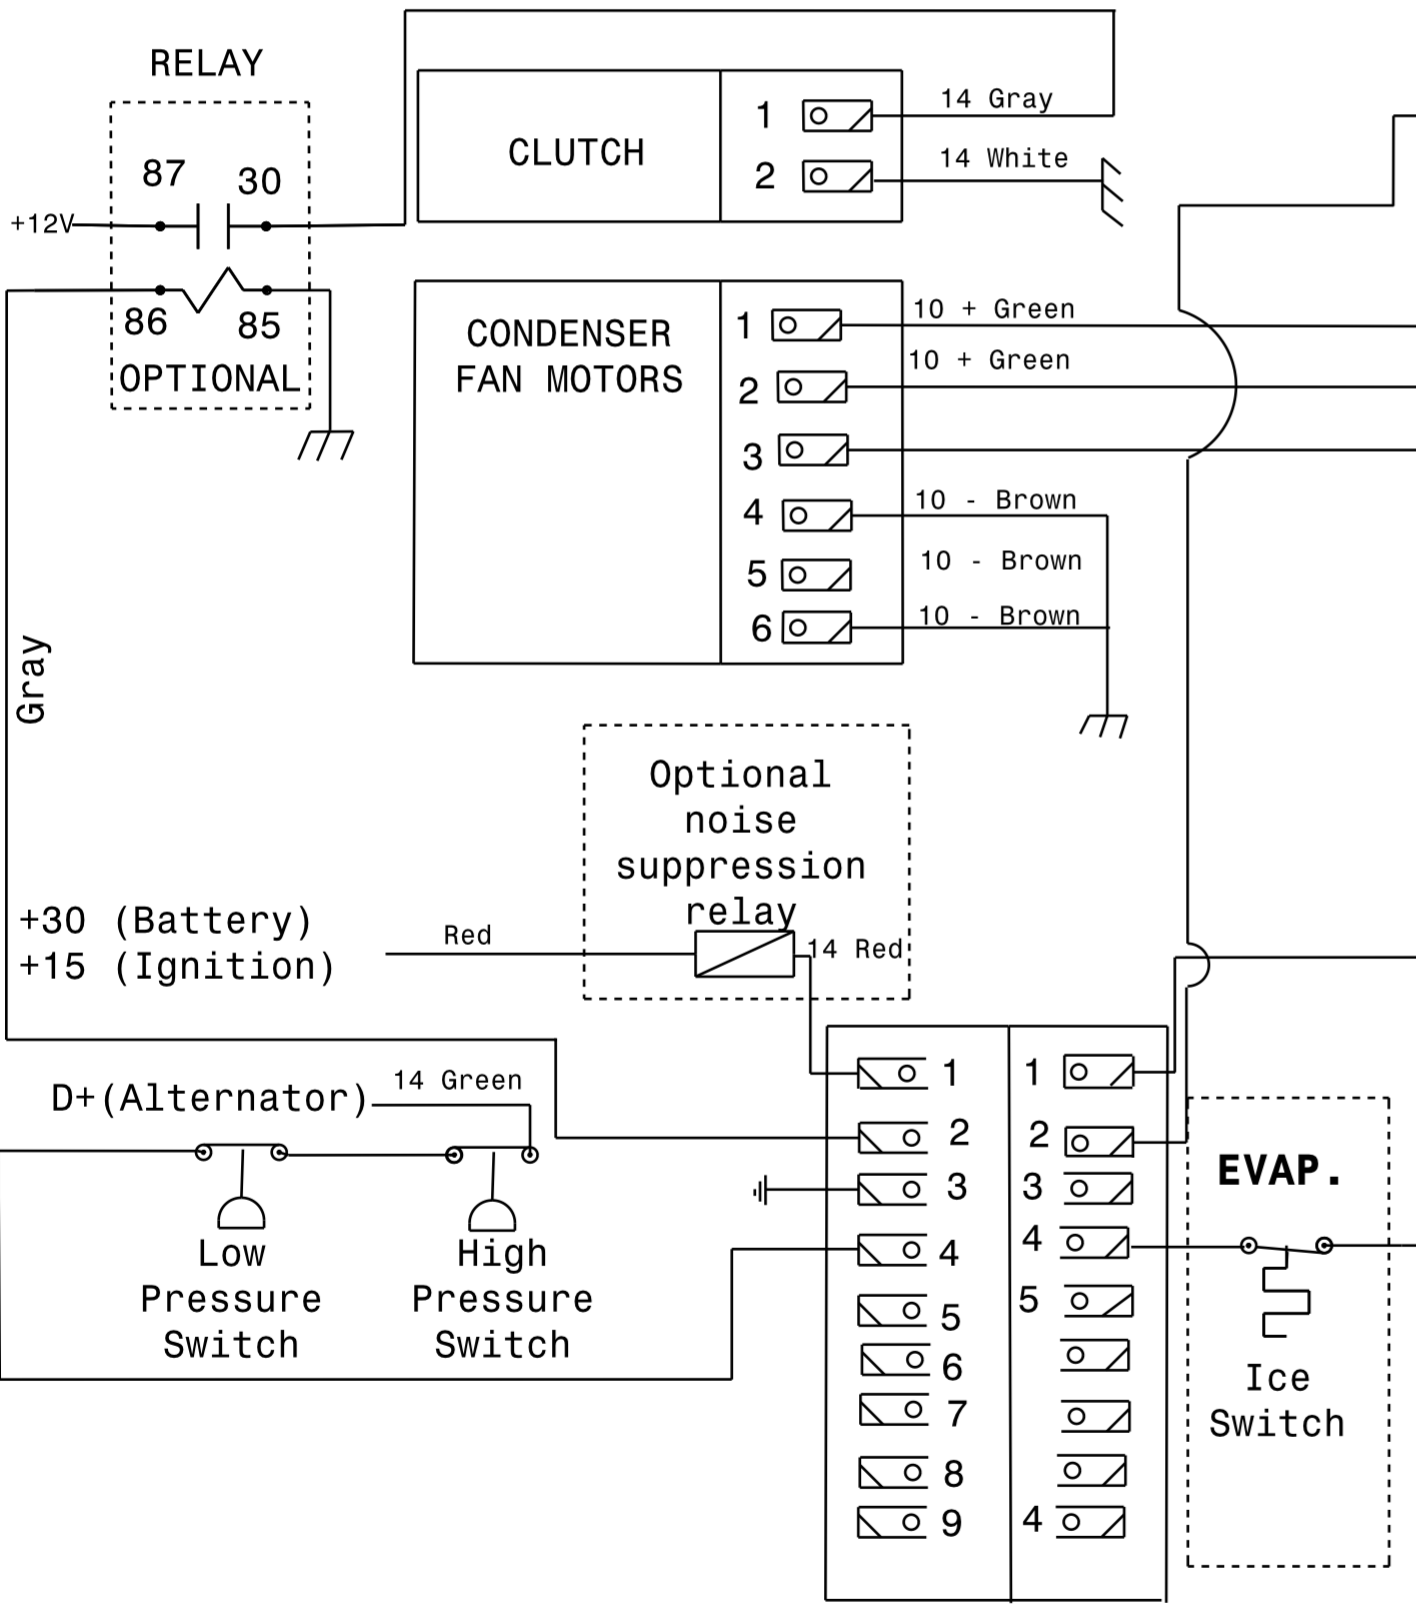 RELAY
87
30
+12V
86
85
OPTIONAL
CLUTCH
1
14 Gray
2
14 White
CONDENSER
FAN MOTORS
1
10 + Green
2
10 + Green
3
4
10 - Brown
5
10 - Brown
6
10 - Brown
Gray
Optional
noise
suppression
relay
+30 (Battery)
+15 (Ignition)
Red
14 Red
D+(Alternator)
14 Green
Low
Pressure
Switch
High
Pressure
Switch
1
2
3
4
5
6
7
8
9
1
2
3
4
5
4
EVAP.
Ice
Switch